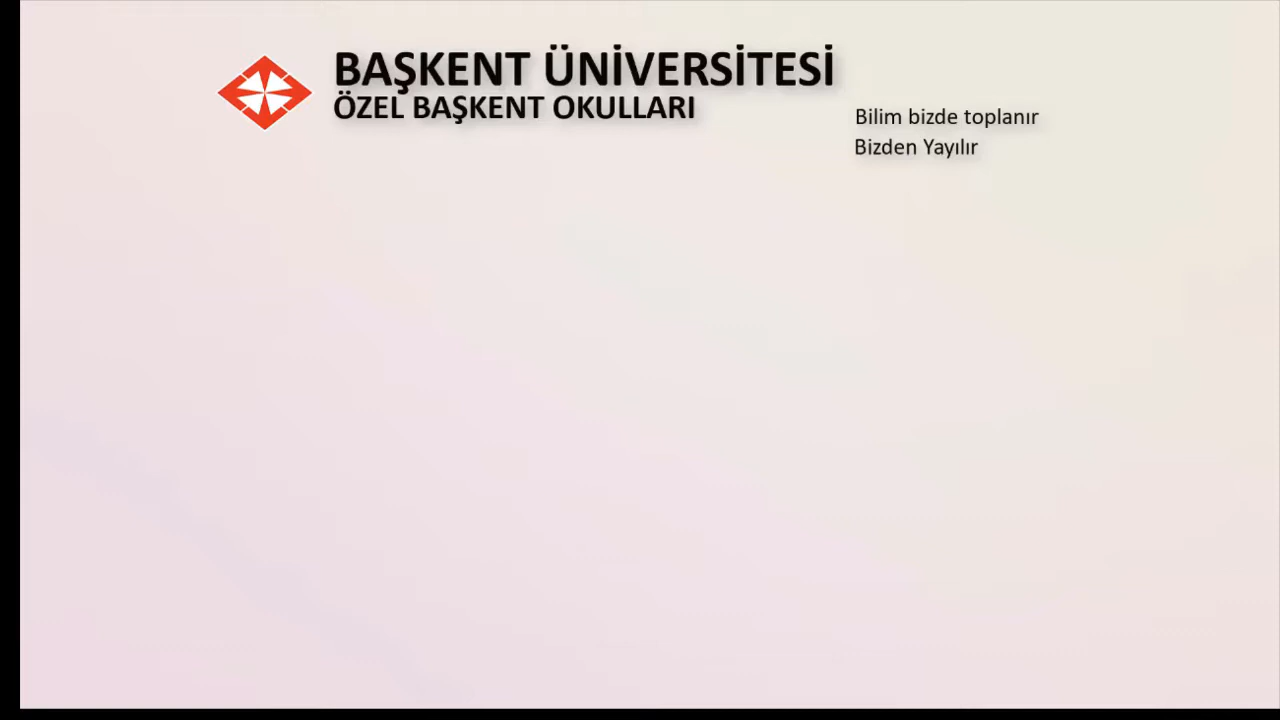 BAŞKENT ÜNİVERSİTESİ
ÖZEL BAŞKENT OKULLARI
Bilim bizde toplanır
Bizden Yayılır